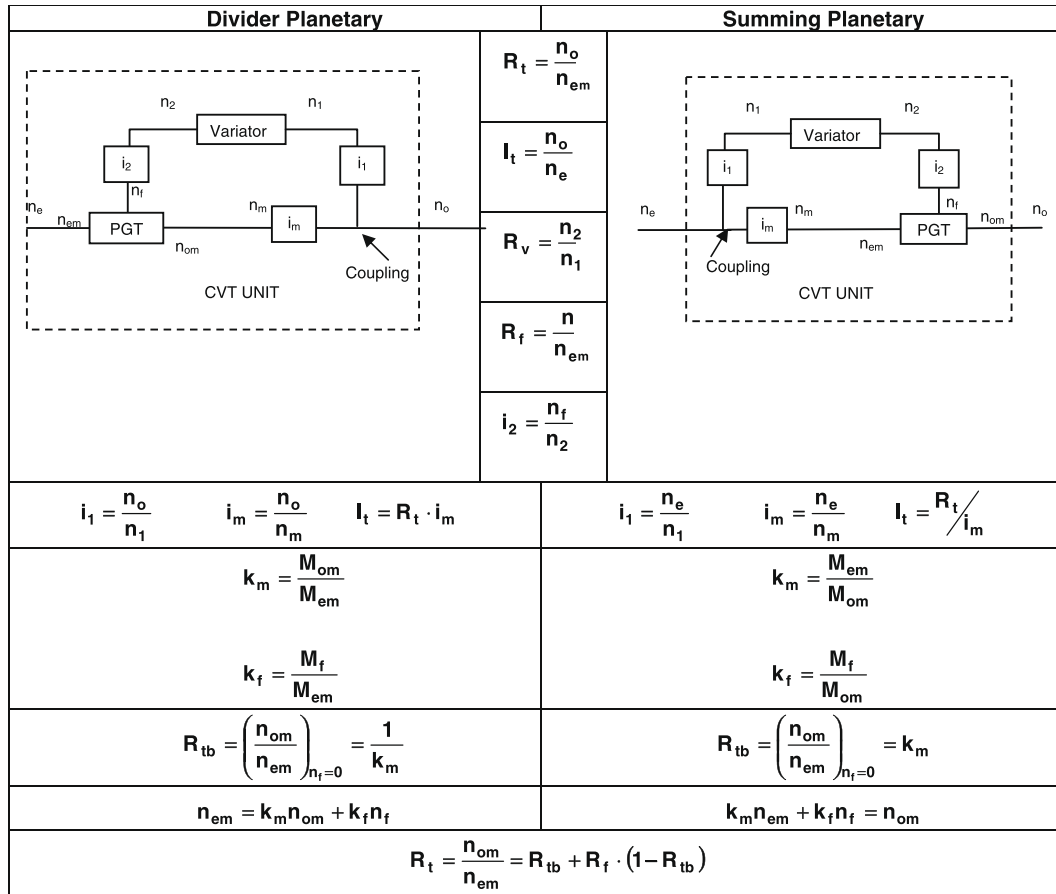 Divider Planetary
Summing Planetary
n2
n1
Variator
i2
i1
nf
ne
nem
PGT
nom
nm
im
no
Coupling
CVT UNIT
Rt = no/nem
It = no/ne
Rv = n2/n1
Rf = n/nem
i2 = nf/n2
n1
n2
Variator
i1
i2
nf
ne
nm
im
nem
PGT
nom
no
Coupling
CVT UNIT
i1 = no/n1 im = no/nm It = Rt · im
i1 = ne/n1 im = ne/nm It = Rt/im
km = Mom/Mem
kf = Mf/Mem
km = Mem/Mom
kf = Mf/Mom
Rtb = (nom/nem)nf=0 = 1/km
Rtb = (nom/nem)nf=0 = km
nem = kmnom + kfnf
kmnem + kfnf = nom
Rt = nom/nem = Rtb + Rf · (1 − Rtb)